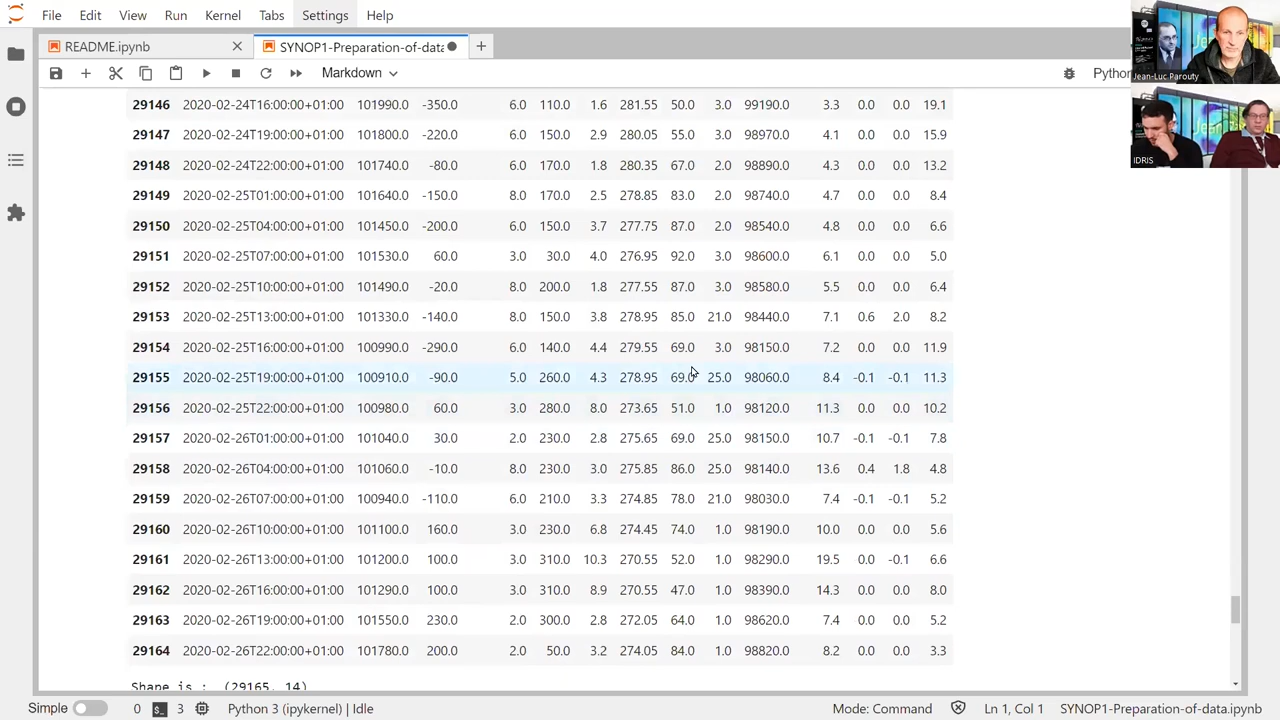 File Edit View Run Kernel Tabs Settings Help
README.ipynb SYNOP1-Preparation-of-data
Markdown Python
Jean-Luc Parouty
IDRIS
29146 2020-02-24T16:00:00+01:00 101990.0 -350.0 6.0 110.0 1.6 281.55 50.0 3.0 99190.0 3.3 0.0 0.0 19.1
29147 2020-02-24T19:00:00+01:00 101800.0 -220.0 6.0 150.0 2.9 280.05 55.0 3.0 98970.0 4.1 0.0 0.0 15.9
29148 2020-02-24T22:00:00+01:00 101740.0 -80.0 6.0 170.0 1.8 280.35 67.0 2.0 98890.0 4.3 0.0 0.0 13.2
29149 2020-02-25T01:00:00+01:00 101640.0 -150.0 8.0 170.0 2.5 278.85 83.0 2.0 98740.0 4.7 0.0 0.0 8.4
29150 2020-02-25T04:00:00+01:00 101450.0 -200.0 6.0 150.0 3.7 277.75 87.0 2.0 98540.0 4.8 0.0 0.0 6.6
29151 2020-02-25T07:00:00+01:00 101530.0 60.0 3.0 30.0 4.0 276.95 92.0 3.0 98600.0 6.1 0.0 0.0 5.0
29152 2020-02-25T10:00:00+01:00 101490.0 -20.0 8.0 200.0 1.8 277.55 87.0 3.0 98580.0 5.5 0.0 0.0 6.4
29153 2020-02-25T13:00:00+01:00 101330.0 -140.0 8.0 150.0 3.8 278.95 85.0 21.0 98440.0 7.1 0.6 2.0 8.2
29154 2020-02-25T16:00:00+01:00 100990.0 -290.0 6.0 140.0 4.4 279.55 69.0 3.0 98150.0 7.2 0.0 0.0 11.9
29155 2020-02-25T19:00:00+01:00 100910.0 -90.0 5.0 260.0 4.3 278.95 69.0 25.0 98060.0 8.4 -0.1 -0.1 11.3
29156 2020-02-25T22:00:00+01:00 100980.0 60.0 3.0 280.0 8.0 273.65 51.0 1.0 98120.0 11.3 0.0 0.0 10.2
29157 2020-02-26T01:00:00+01:00 101040.0 30.0 2.0 230.0 2.8 275.65 69.0 25.0 98150.0 10.7 -0.1 -0.1 7.8
29158 2020-02-26T04:00:00+01:00 101060.0 -10.0 8.0 230.0 3.0 275.85 86.0 25.0 98140.0 13.6 0.4 1.8 4.8
29159 2020-02-26T07:00:00+01:00 100940.0 -110.0 6.0 210.0 3.3 274.85 78.0 21.0 98030.0 7.4 -0.1 -0.1 5.2
29160 2020-02-26T10:00:00+01:00 101100.0 160.0 3.0 230.0 6.8 274.45 74.0 1.0 98190.0 10.0 0.0 0.0 5.6
29161 2020-02-26T13:00:00+01:00 101200.0 100.0 3.0 310.0 10.3 270.55 52.0 1.0 98290.0 19.5 0.0 -0.1 6.6
29162 2020-02-26T16:00:00+01:00 101290.0 100.0 3.0 310.0 8.9 270.55 47.0 1.0 98390.0 14.3 0.0 0.0 8.0
29163 2020-02-26T19:00:00+01:00 101550.0 230.0 2.0 300.0 2.8 272.05 64.0 1.0 98620.0 7.4 0.0 0.0 5.2
29164 2020-02-26T22:00:00+01:00 101780.0 200.0 2.0 50.0 3.2 274.05 84.0 1.0 98820.0 8.2 0.0 0.0 3.3
Shape is : (29165, 14)
Simple 0 3 Python 3 (ipykernel) | Idle Mode: Command Ln 1, Col 1 SYNOP1-Preparation-of-data.ipynb